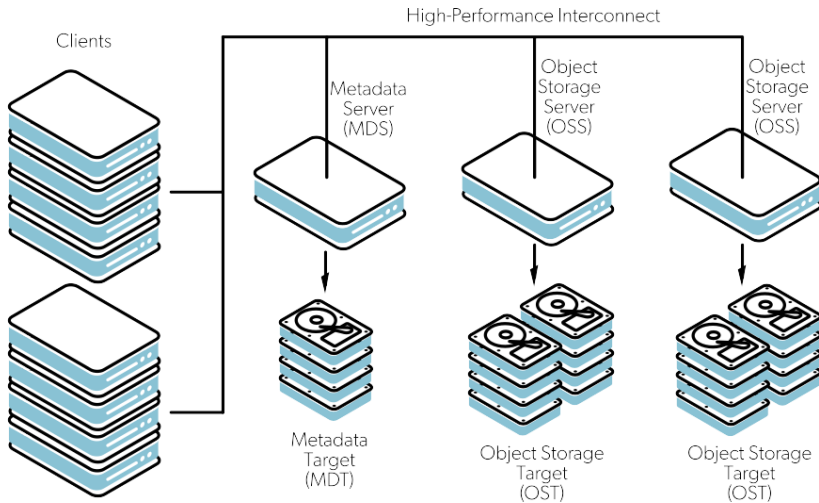 High-Performance Interconnect
Clients
Metadata
Server
(MDS)
Object
Storage
Server
(OSS)
Object
Storage
Server
(OSS)
Metadata
Target
(MDT)
Object Storage
Target
(OST)
Object Storage
Target
(OST)